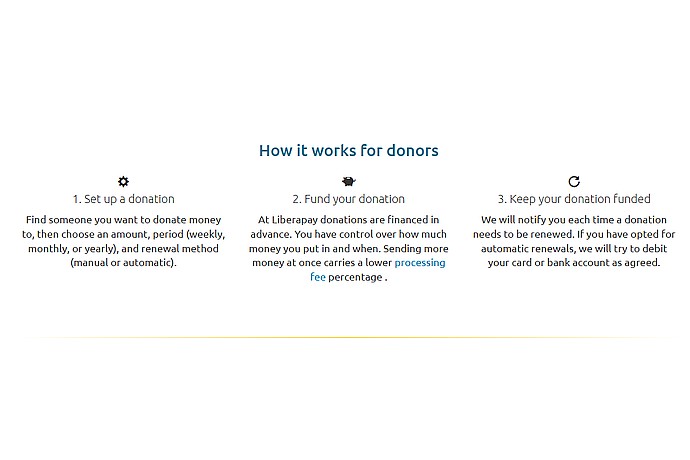 How it works for donors
1. Set up a donation
Find someone you want to donate money
to, then choose an amount, period (weekly,
monthly, or yearly), and renewal method
(manual or automatic).
2. Fund your donation
At Liberapay donations are financed in
advance. You have control over how much
money you put in and when. Sending more
money at once carries a lower processing
fee percentage .
3. Keep your donation funded
We will notify you each time a donation
needs to be renewed. If you have opted for
automatic renewals, we will try to debit
your card or bank account as agreed.